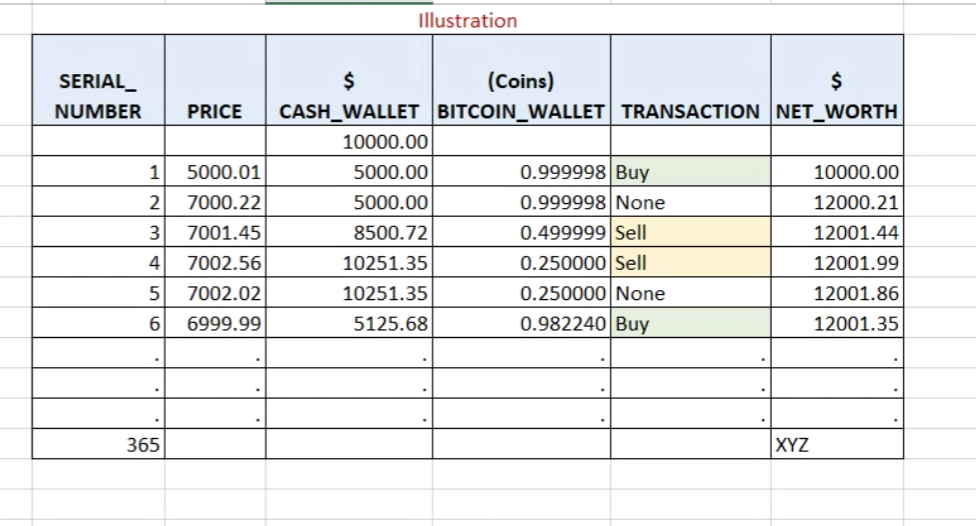 Illustration
SERIAL_ $ (Coins) $
NUMBER PRICE CASH_WALLET BITCOIN_WALLET TRANSACTION NET_WORTH
10000.00
1 5000.01 5000.00 0.999998 Buy 10000.00
2 7000.22 5000.00 0.999998 None 12000.21
3 7001.45 8500.72 0.499999 Sell 12001.44
4 7002.56 10251.35 0.250000 Sell 12001.99
5 7002.02 10251.35 0.250000 None 12001.86
6 6999.99 5125.68 0.982240 Buy 12001.35
. . . . . .
. . . . . .
. . . . . .
365 XYZ